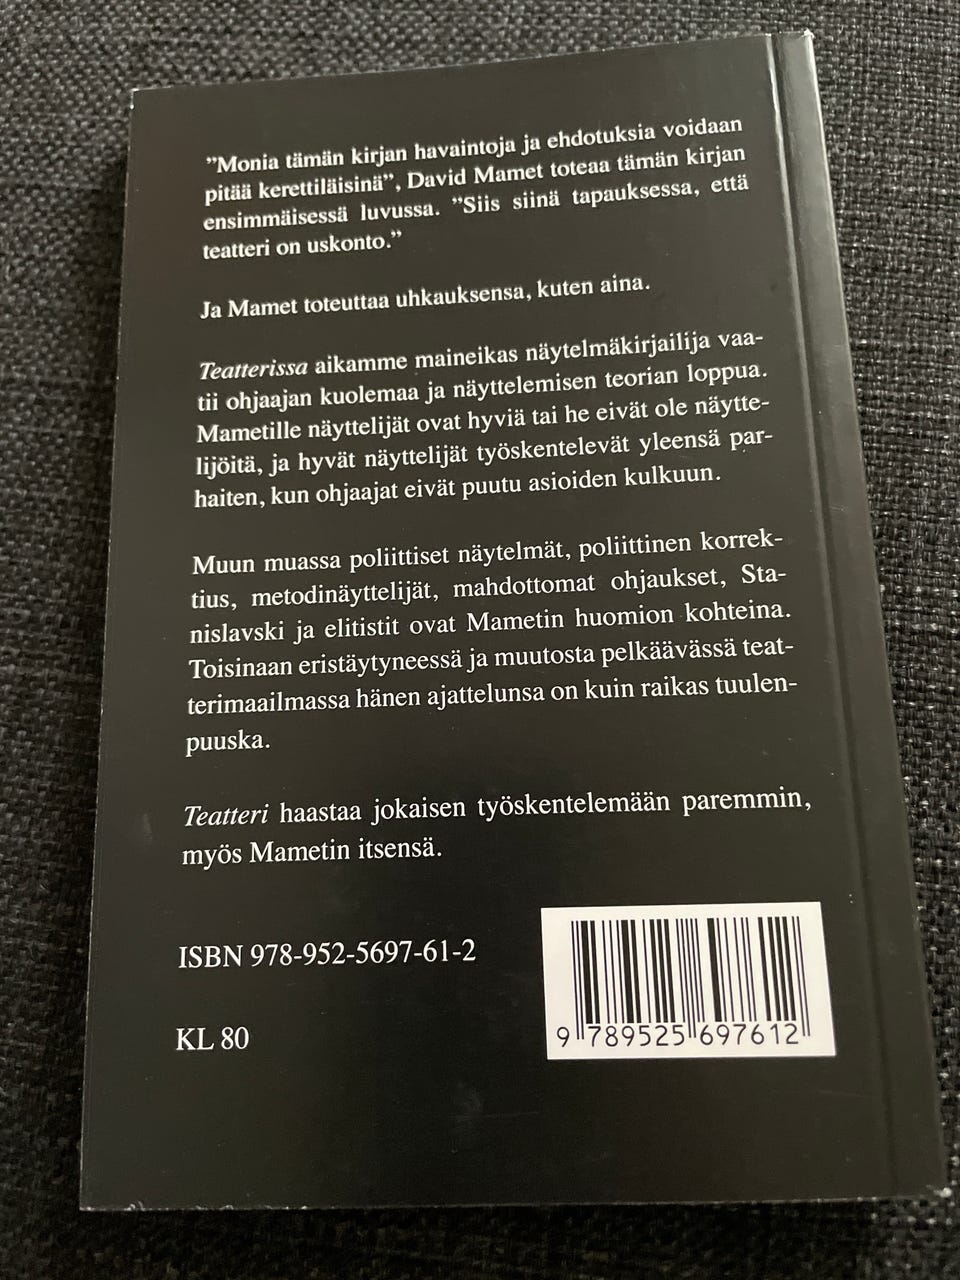 ”Monia tämän kirjan havaintoja ja ehdotuksia voidaan
pitää kerettiläisinä”, David Mamet toteaa tämän kirjan
ensimmäisessä luvussa. ”Siis siinä tapauksessa, että
teatteri on uskonto.”
Ja Mamet toteuttaa uhkauksensa, kuten aina.
Teatterissa aikamme maineikas näytelmäkirjailija vaa-
tii ohjaajan kuolemaa ja näyttelemisen teorian loppua.
Mametille näyttelijät ovat hyviä tai he eivät ole näytte-
lijöitä, ja hyvät näyttelijät työskentelevät yleensä par-
haiten, kun ohjaajat eivät puutu asioiden kulkuun.
Muun muassa poliittiset näytelmät, poliittinen korrek-
tius, metodinäyttelijät, mahdottomat ohjaukset, Sta-
nislavski ja elitistit ovat Mametin huomion kohteina.
Toisinaan eristäytyneessä ja muutosta pelkäävässä teat-
terimaailmassa hänen ajattelunsa on kuin raikas tuulen-
puuska.
Teatteri haastaa jokaisen työskentelemään paremmin,
myös Mametin itsensä.
ISBN 978-952-5697-61-2
KL 80
9 789525 697612